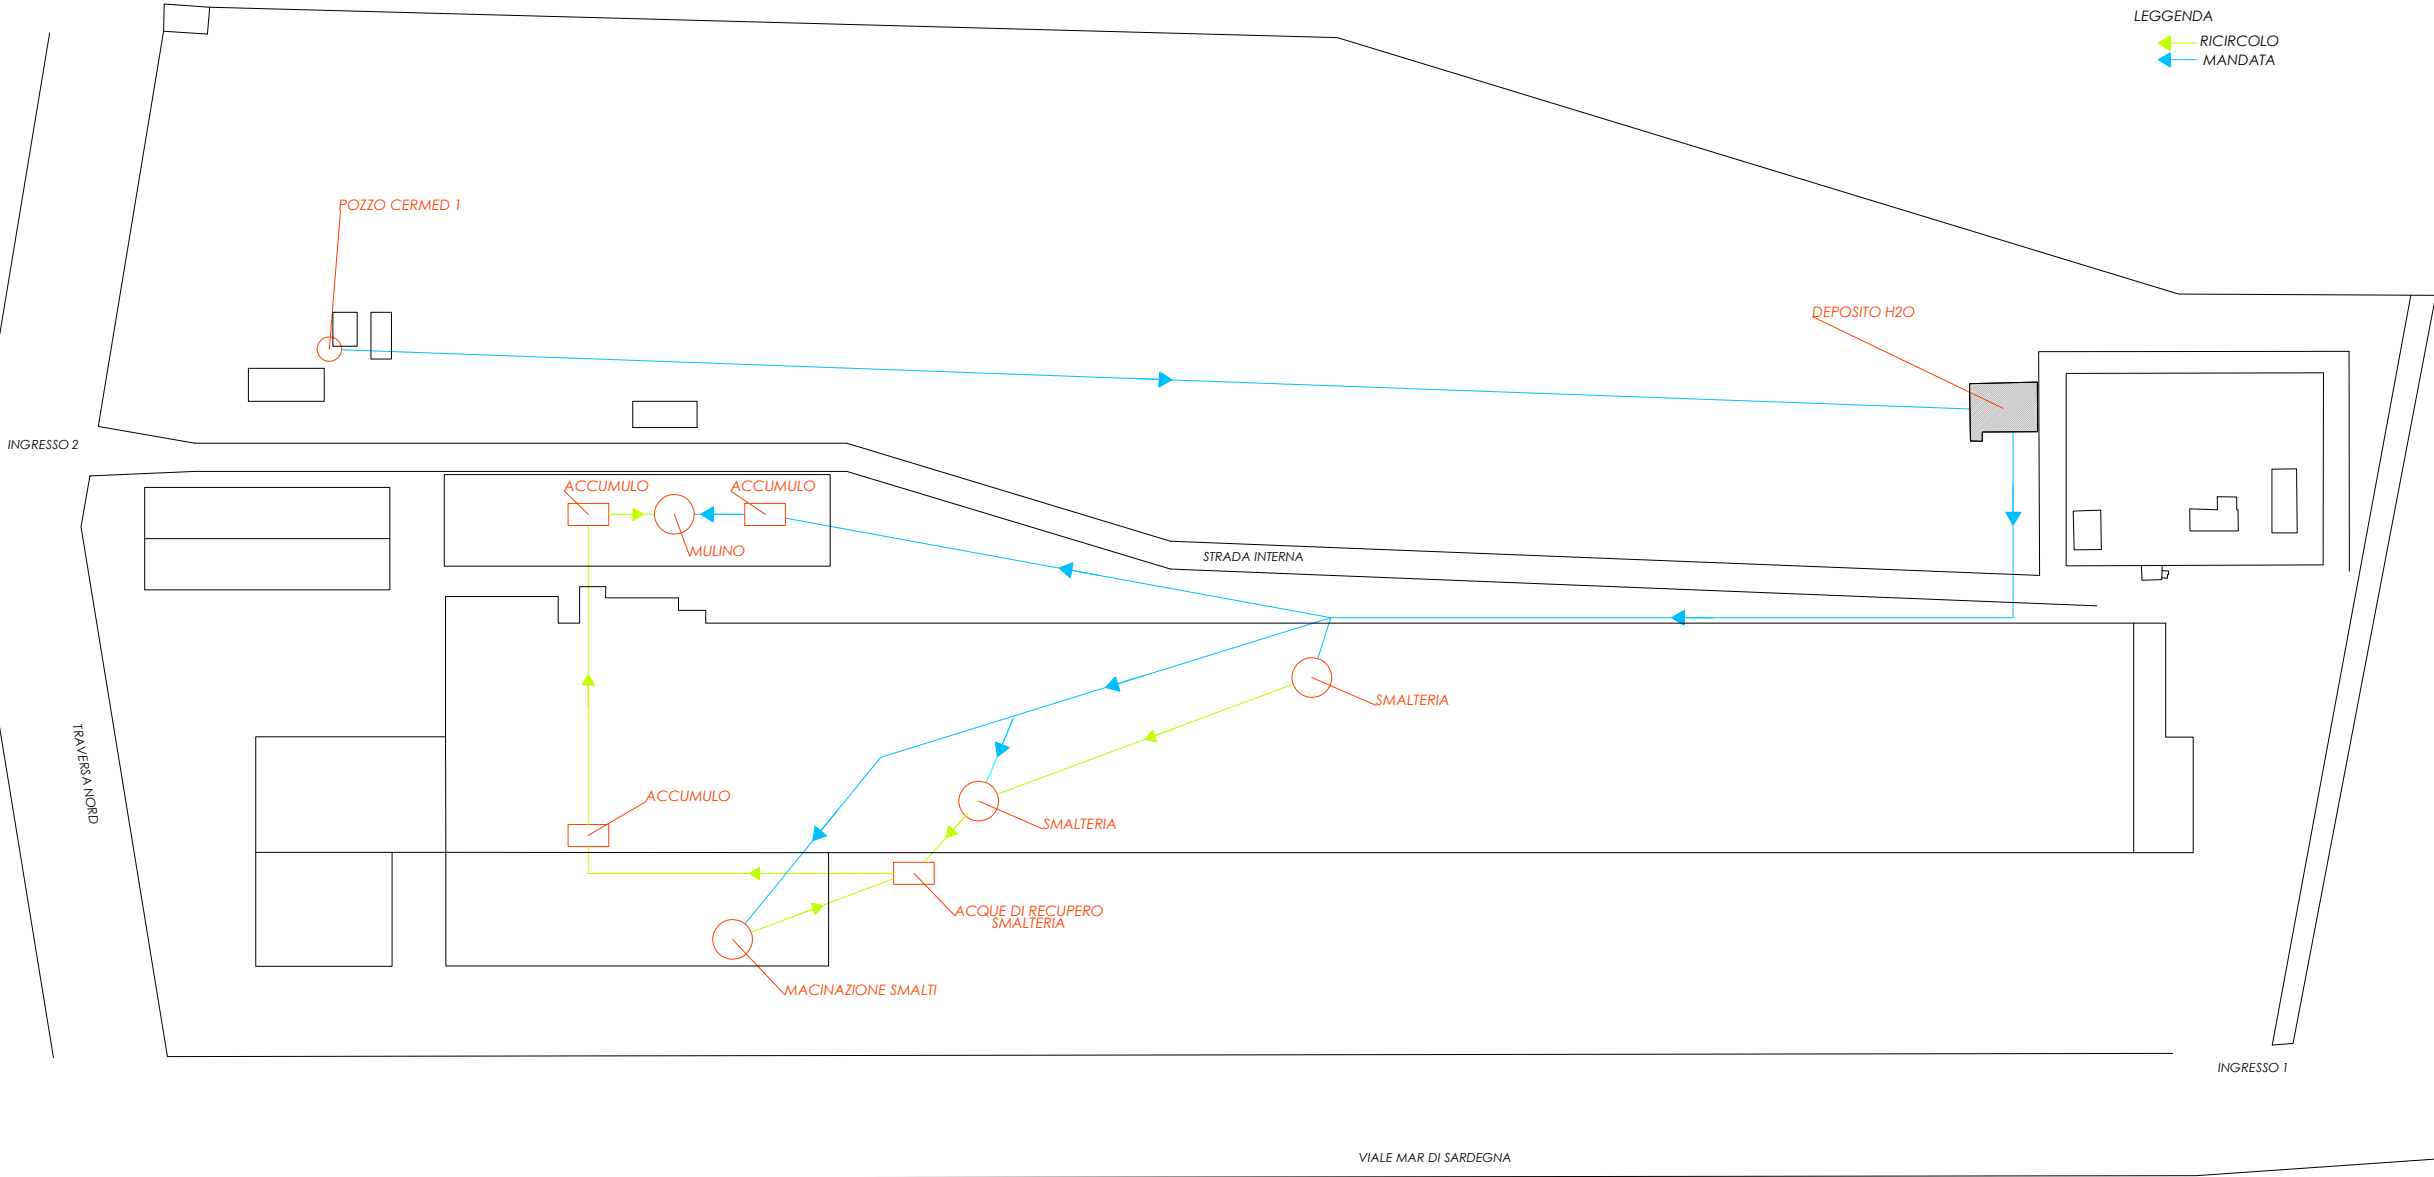 LEGGENDA
RICIRCOLO
MANDATA
POZZO CERMED 1
DEPOSITO H2O
INGRESSO 2
ACCUMULO
ACCUMULO
MULINO
STRADA INTERNA
SMALTERIA
TRAVERSA NORD
ACCUMULO
SMALTERIA
ACQUE DI RECUPERO
SMALTERIA
MACINAZIONE SMALTI
INGRESSO 1
VIALE MAR DI SARDEGNA